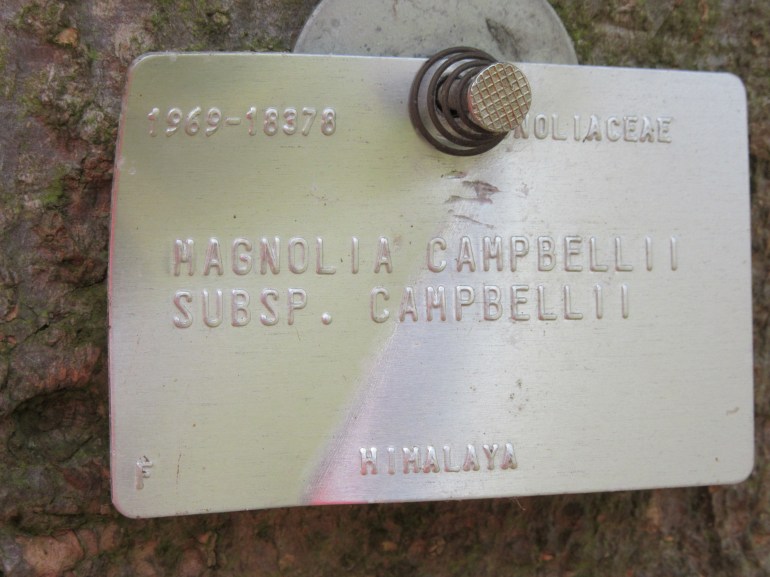 1969-18378 NOLIACEAE
MAGNOLIA CAMPBELLII
SUBSP. CAMPBELLII
F HIMALAYA